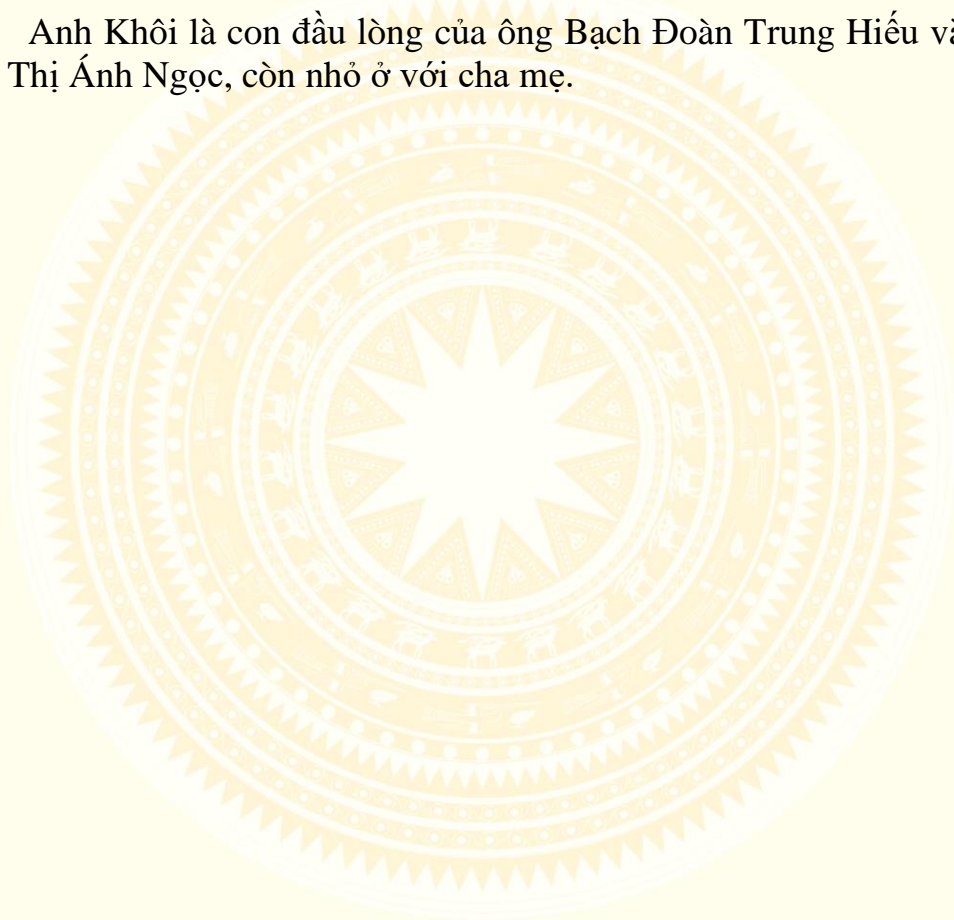 Anh Khôi là con đầu lòng của ông Bạch Đoàn Trung Hiếu và
Thị Ánh Ngọc, còn nhỏ ở với cha mẹ.